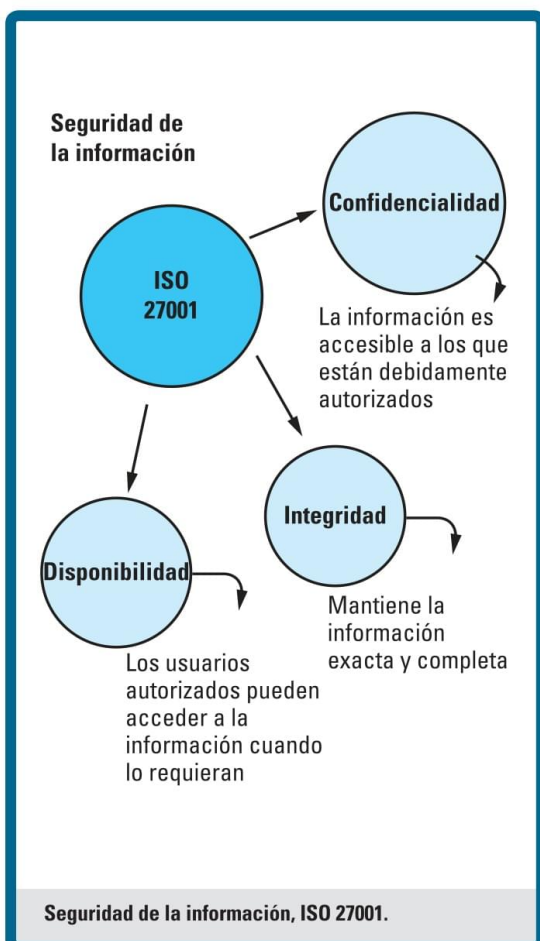 Seguridad de
la información
Confidencialidad
ISO
27001
La información es
accesible a los que
están debidamente
autorizados
Integridad
Disponibilidad
Mantiene la
información
exacta y completa
Los usuarios
autorizados pueden
acceder a la
información cuando
lo requieran
Seguridad de la información, ISO 27001.